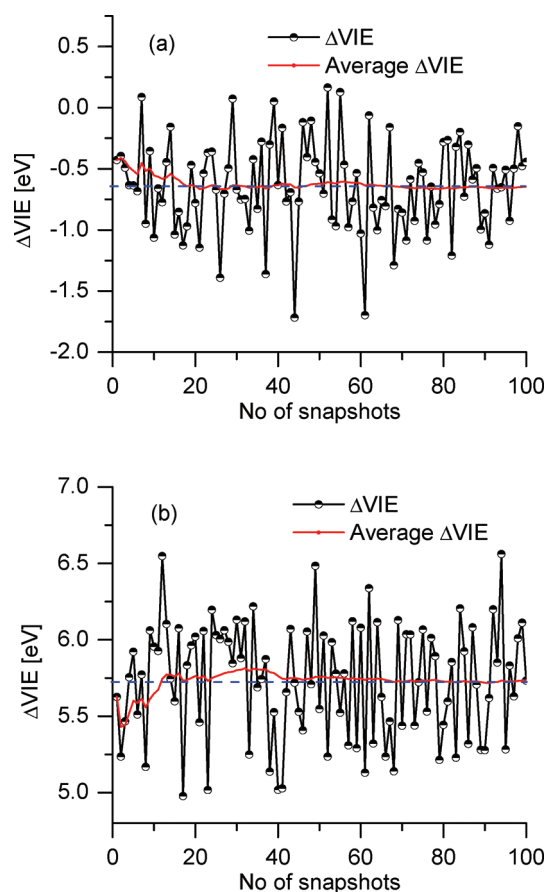 (a)
ΔVIE
Average ΔVIE
0.5
0.0
-0.5
-1.0
-1.5
-2.0
ΔVIE [eV]
0 20 40 60 80 100
No of snapshots
(b)
ΔVIE
Average ΔVIE
7.0
6.5
6.0
5.5
5.0
ΔVIE [eV]
0 20 40 60 80 100
No of snapshots